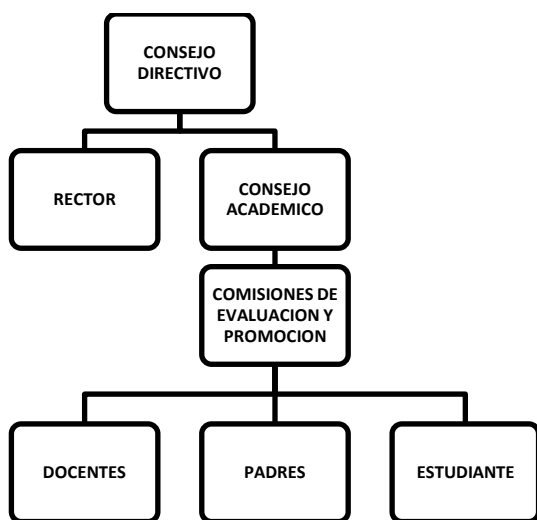 CONSEJO
DIRECTIVO
RECTOR
CONSEJO
ACADEMICO
COMISIONES DE
EVALUACION Y
PROMOCION
DOCENTES
PADRES
ESTUDIANTE